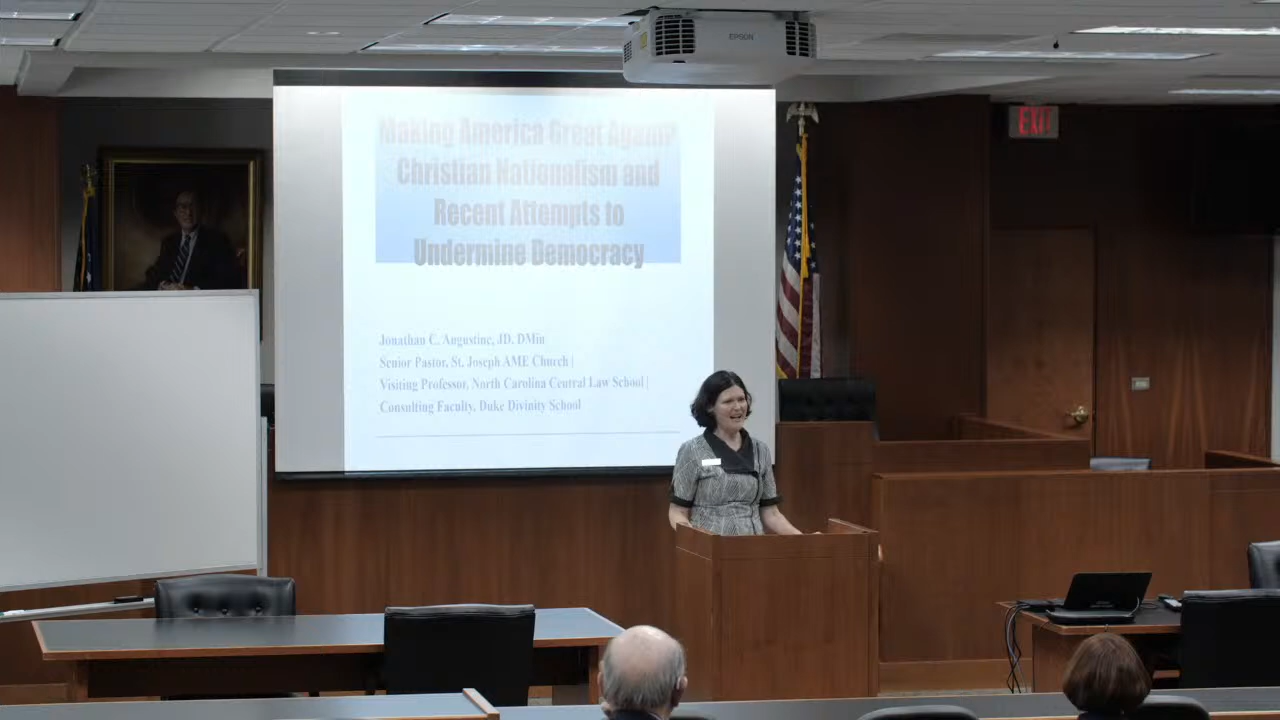 EPSON
EXIT
Making America Great Again?
Christian Nationalism and
Recent Attempts to
Undermine Democracy
Jonathan C. Augustine, JD, DMin
Senior Pastor, St. Joseph AME Church |
Visiting Professor, North Carolina Central Law School |
Consulting Faculty, Duke Divinity School